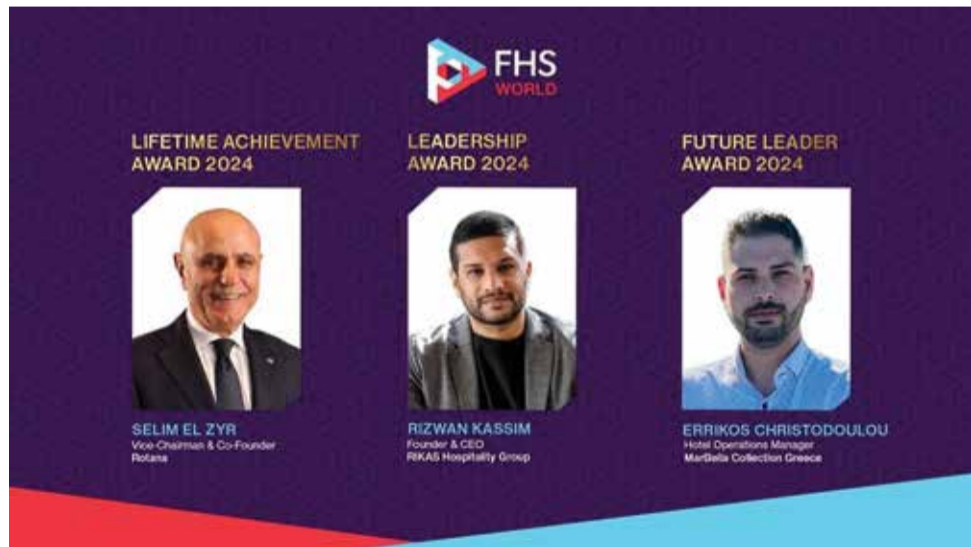 FHS
WORLD
LIFETIME ACHIEVEMENT
AWARD 2024
LEADERSHIP
AWARD 2024
FUTURE LEADER
AWARD 2024
SELIM EL ZYR
Vice-Chairman & Co-Founder
Rotana
RIZWAN KASSIM
Founder & CEO
RIKAS Hospitality Group
ERRIKOS CHRISTODOULOU
Hotel Operations Manager
MarBella Collection Greece